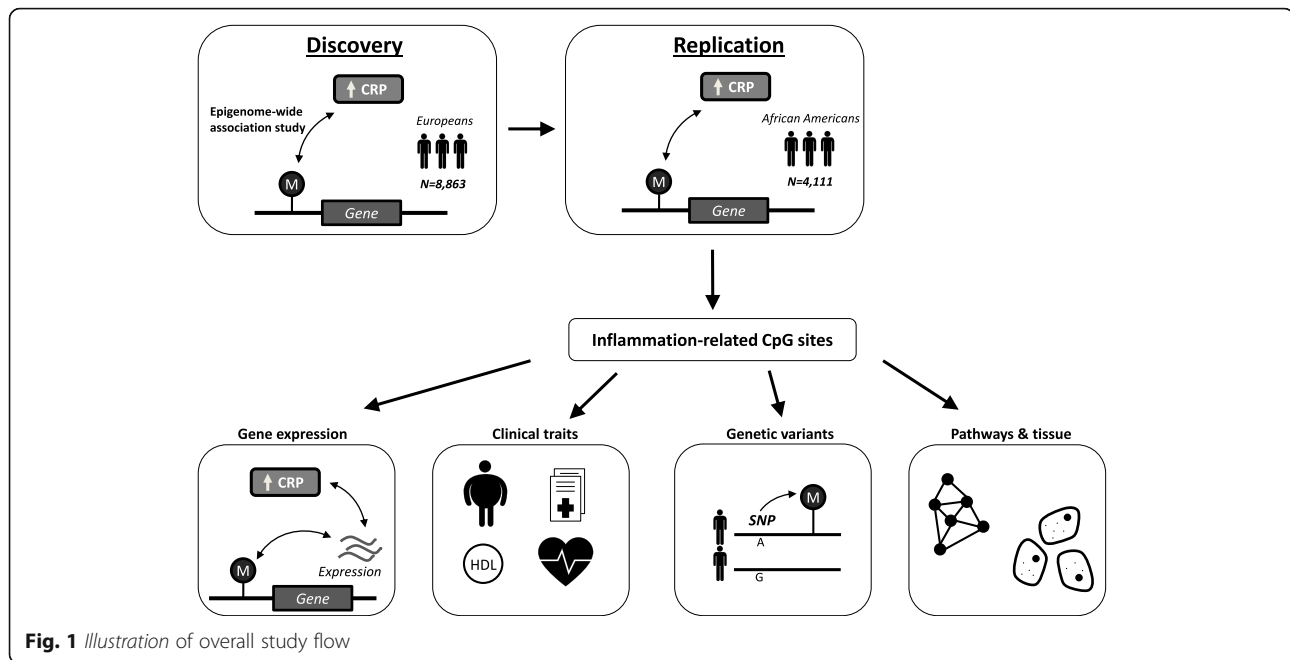 Discovery
↑ CRP
Epigenome-wide
association study
Europeans
N=8,863
M
Gene
Replication
↑ CRP
African Americans
N=4,111
M
Gene
Inflammation-related CpG sites
Gene expression
↑ CRP
M
Expression
Gene
Clinical traits
HDL
Genetic variants
M
SNP
A
G
Pathways & tissue
Fig. 1 Illustration of overall study flow